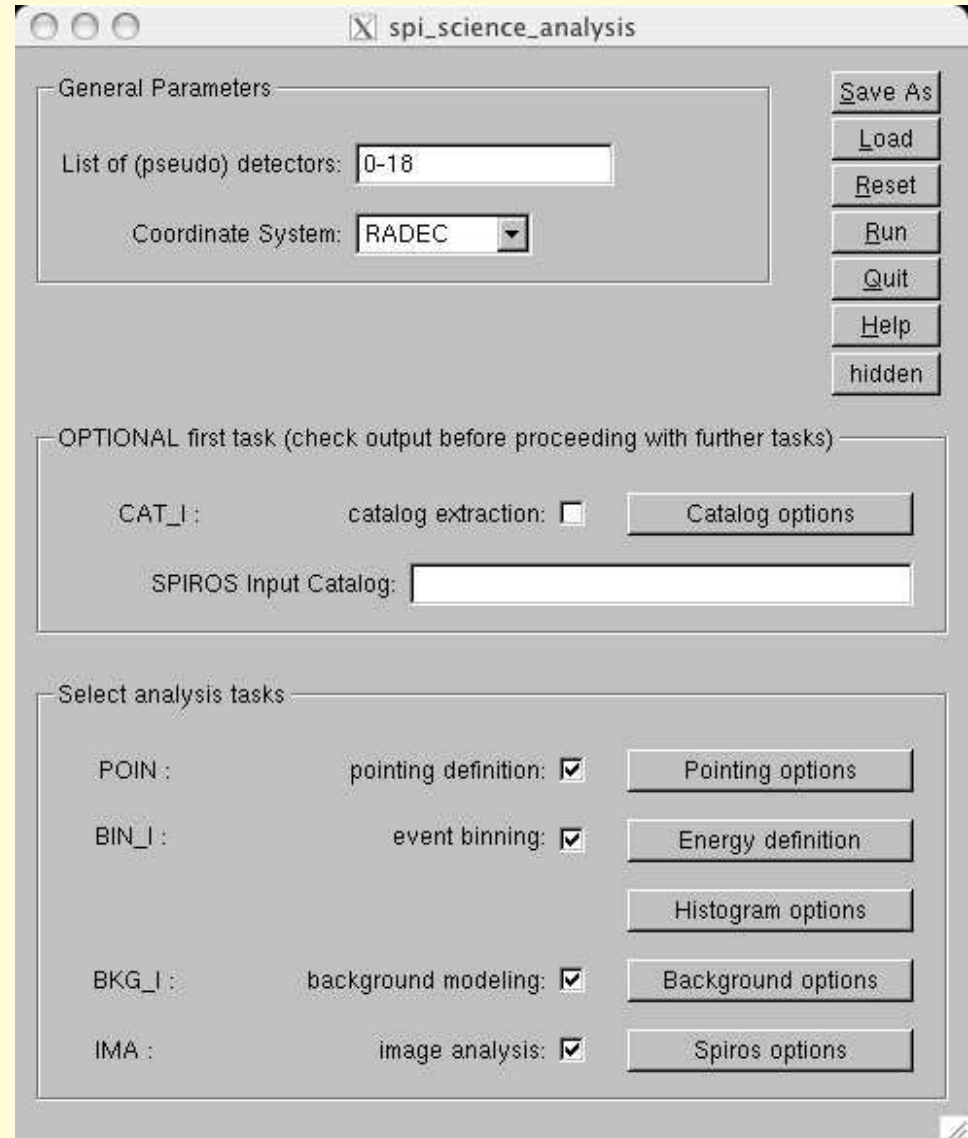 spi_science_analysis
General Parameters
List of (pseudo) detectors: 0-18
Coordinate System: RADEC
Save As
Load
Reset
Run
Quit
Help
hidden
OPTIONAL first task (check output before proceeding with further tasks)
CAT_I : catalog extraction: Catalog options
SPIROS Input Catalog:
Select analysis tasks
POIN : pointing definition: Pointing options
BIN_I : event binning: Energy definition
Histogram options
BKG_I : background modeling: Background options
IMA : image analysis: Spiros options